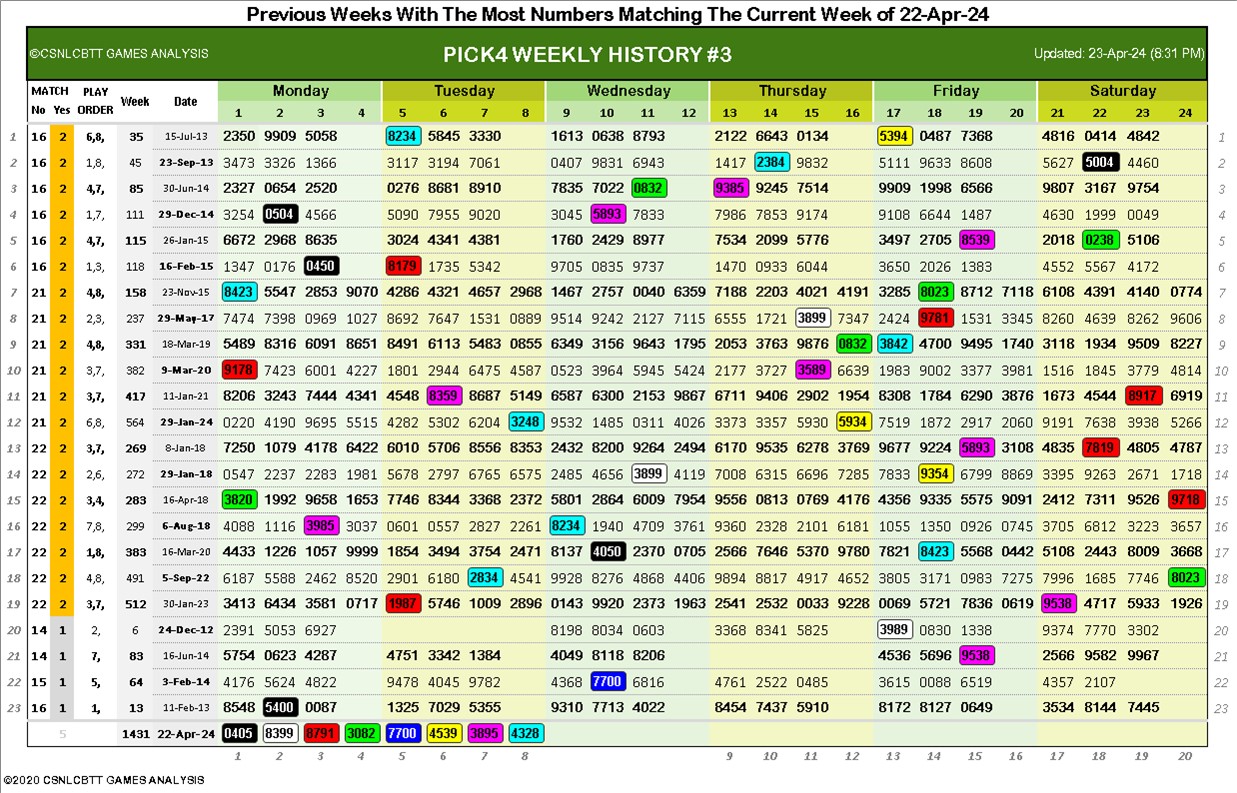 Previous Weeks With The Most Numbers Matching The Current Week of 22-Apr-24
©CSNLCBTT GAMES ANALYSIS PICK4 WEEKLY HISTORY #3 Updated: 23-Apr-24 (8:31 PM)
MATCH PLAY Week Date Monday Tuesday Wednesday Thursday Friday Saturday
No Yes ORDER 1 2 3 4 5 6 7 8 9 10 11 12 13 14 15 16 17 18 19 20 21 22 23 24
1 16 2 6,8, 35 15-Jul-13 2350 9909 5058 8234 5845 3330 1613 0638 8793 2122 6643 0134 5394 0487 7368 4816 0414 4842 1
2 16 2 1,8, 45 23-Sep-13 3473 3326 1366 3117 3194 7061 0407 9831 6943 1417 2384 9832 5111 9633 8608 5627 5004 4460 2
3 16 2 4,7, 85 30-Jun-14 2327 0654 2520 0276 8681 8910 7835 7022 0832 9385 9245 7514 9909 1998 6566 9807 3167 9754 3
4 16 2 1,7, 111 29-Dec-14 3254 0504 4566 5090 7955 9020 3045 5893 7833 7986 7853 9174 9108 6644 1487 4630 1999 0049 4
5 16 2 4,7, 115 26-Jan-15 6672 2968 8635 3024 4341 4381 1760 2429 8977 7534 2099 5776 3497 2705 8539 2018 0238 5106 5
6 16 2 1,3, 118 16-Feb-15 1347 0176 0450 8179 1735 5342 9705 0835 9737 1470 0933 6044 3650 2026 1383 4552 5567 4172 6
7 21 2 4,8, 158 23-Nov-15 8423 5547 2853 9070 4286 4321 4657 2968 1467 2757 0040 6359 7188 2203 4021 4191 3285 8023 8712 7118 6108 4391 4140 0774 7
8 21 2 2,3, 237 29-May-17 7474 7398 0969 1027 8692 7647 1531 0889 9514 9242 2127 7115 6555 1721 3899 7347 2424 9781 1531 3345 8260 4639 8262 9606 8
9 21 2 4,8, 331 18-Mar-19 5489 8316 6091 8651 8491 6113 5483 0855 6349 3156 9643 1795 2053 3763 9876 0832 3842 4700 9495 1740 3118 1934 9509 8227 9
10 21 2 3,7, 382 9-Mar-20 9178 7423 6001 4227 1801 2944 6475 4587 0523 3964 5945 5424 2177 3727 3589 6639 1983 9002 3377 3981 1516 1845 3779 4814 10
11 21 2 3,7, 417 11-Jan-21 8206 3243 7444 4341 4548 8359 8687 5149 6587 6300 2153 9867 6711 9406 2902 1954 8308 1784 6290 3876 1673 4544 8917 6919 11
12 21 2 6,8, 564 29-Jan-24 0220 4190 9695 5515 4282 5302 6204 3248 9532 1485 0311 4026 3373 3357 5930 5934 7519 1872 2917 2060 9191 7638 3938 5266 12
13 22 2 3,7, 269 8-Jan-18 7250 1079 4178 6422 6010 5706 8556 8353 2432 8200 9264 2494 6170 9535 6278 3769 9677 9224 5893 3108 4835 7819 4805 4787 13
14 22 2 2,6, 272 29-Jan-18 0547 2237 2283 1981 5678 2797 6765 6575 2485 4656 3899 4119 7008 6315 6696 7285 7833 9354 6799 8869 3395 9263 2671 1718 14
15 22 2 3,4, 283 16-Apr-18 3820 1992 9658 1653 7746 8344 3368 2372 5801 2864 6009 7954 9556 0813 0769 4176 4356 9335 5575 9091 2412 7311 9526 9718 15
16 22 2 7,8, 299 6-Aug-18 4088 1116 3985 3037 0601 0557 2827 2261 8234 1940 4709 3761 9360 2328 2101 6181 1055 1350 0926 0745 3705 6812 3223 3657 16
17 22 2 1,8, 383 16-Mar-20 4433 1226 1057 9999 1854 3494 3754 2471 8137 4050 2370 0705 2566 7646 5370 9780 7821 8423 5568 0442 5108 2443 8009 3668 17
18 22 2 4,8, 491 5-Sep-22 6187 5588 2462 8520 2901 6180 2834 4541 9928 8276 4868 4406 9894 8817 4917 4652 3805 3171 0983 7275 7996 1685 7746 8023 18
19 22 2 3,7, 512 30-Jan-23 3413 6434 3581 0717 1987 5746 1009 2896 0143 9920 2373 1963 2541 2532 0033 9228 0069 5721 7836 0619 9538 4717 5933 1926 19
20 14 1 2, 6 24-Dec-12 2391 5053 6927 8198 8034 0603 3368 8341 5825 3989 0830 1338 9374 7770 3302 20
21 14 1 7, 83 16-Jun-14 5754 0623 4287 4751 3342 1384 4049 8118 8206 4536 5696 9538 2566 9582 9967 21
22 15 1 5, 64 3-Feb-14 4176 5624 4822 9478 4045 9782 4368 7700 6816 4761 2522 0485 3615 0088 6519 4357 2107 22
23 16 1 1, 13 11-Feb-13 8548 5400 0087 1325 7029 5355 9310 7713 4022 8454 7437 5910 8172 8127 0649 3534 8144 7445 23
5 1431 22-Apr-24 0405 8399 8791 3082 7700 4539 3895 4328
1 2 3 4 5 6 7 8 9 10 11 12 13 14 15 16 17 18 19 20
©2020 CSNLCBTT GAMES ANALYSIS